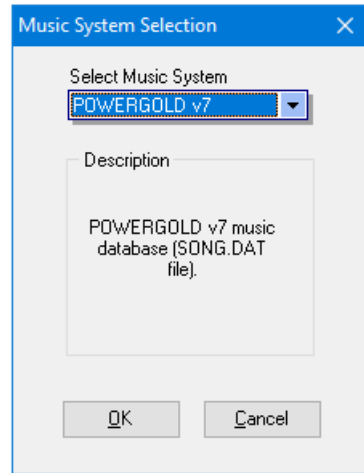 Music System Selection
Select Music System
POWERGOLD v7
Description
POWERGOLD v7 music
database (SONG.DAT
file).
OK
Cancel